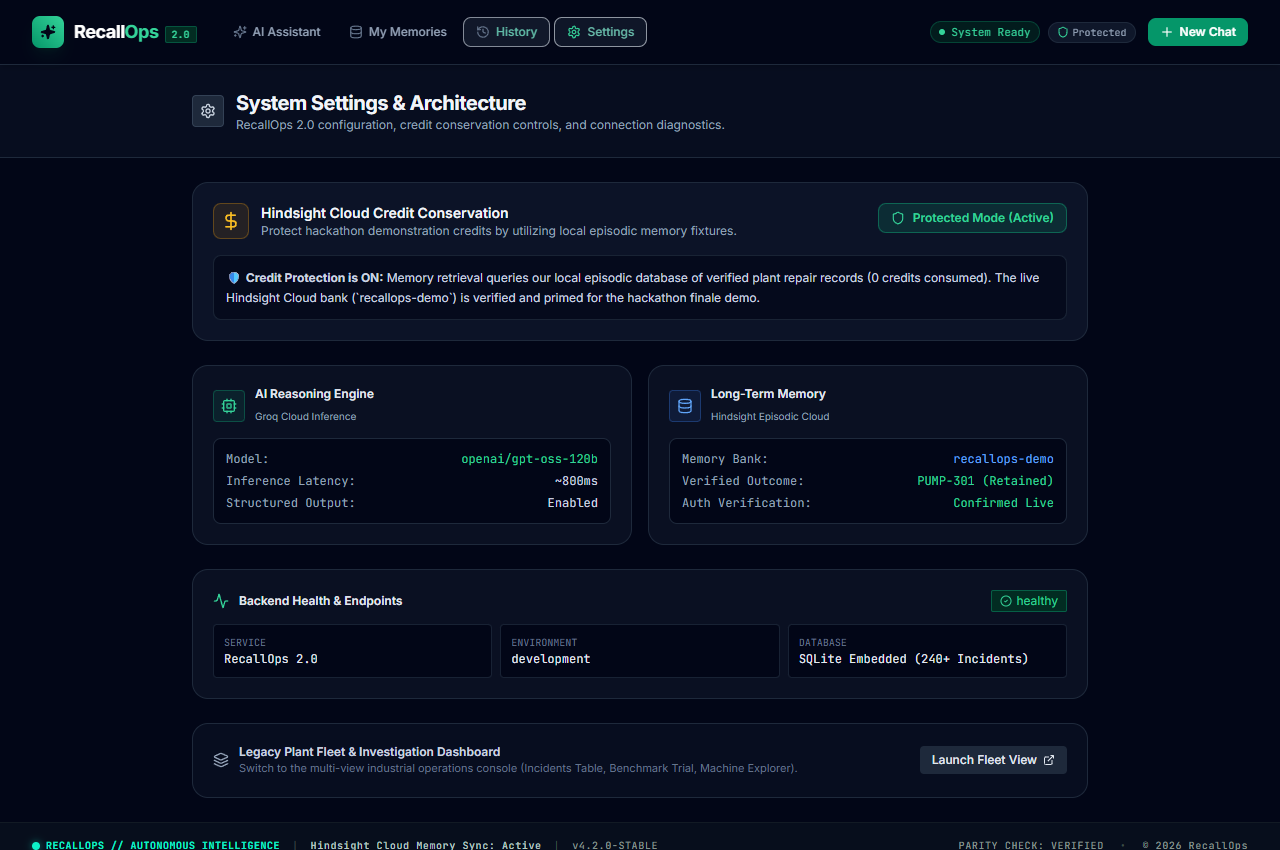 RecallOps 2.0
AI Assistant
My Memories
History
Settings
System Ready
Protected
New Chat
System Settings & Architecture
RecallOps 2.0 configuration, credit conservation controls, and connection diagnostics.
Hindsight Cloud Credit Conservation
Protect hackathon demonstration credits by utilizing local episodic memory fixtures.
Protected Mode (Active)
Credit Protection is ON: Memory retrieval queries our local episodic database of verified plant repair records (0 credits consumed). The live
Hindsight Cloud bank (`recallops-demo`) is verified and primed for the hackathon finale demo.
AI Reasoning Engine
Groq Cloud Inference
Model: openai/gpt-oss-120b
Inference Latency: ~800ms
Structured Output: Enabled
Long-Term Memory
Hindsight Episodic Cloud
Memory Bank: recallops-demo
Verified Outcome: PUMP-301 (Retained)
Auth Verification: Confirmed Live
Backend Health & Endpoints
healthy
SERVICE
RecallOps 2.0
ENVIRONMENT
development
DATABASE
SQLite Embedded (240+ Incidents)
Legacy Plant Fleet & Investigation Dashboard
Switch to the multi-view industrial operations console (Incidents Table, Benchmark Trial, Machine Explorer).
Launch Fleet View
RECALLOPS // AUTONOMOUS INTELLIGENCE | Hindsight Cloud Memory Sync: Active | v4.2.0-STABLE
PARITY CHECK: VERIFIED • © 2026 RecallOps